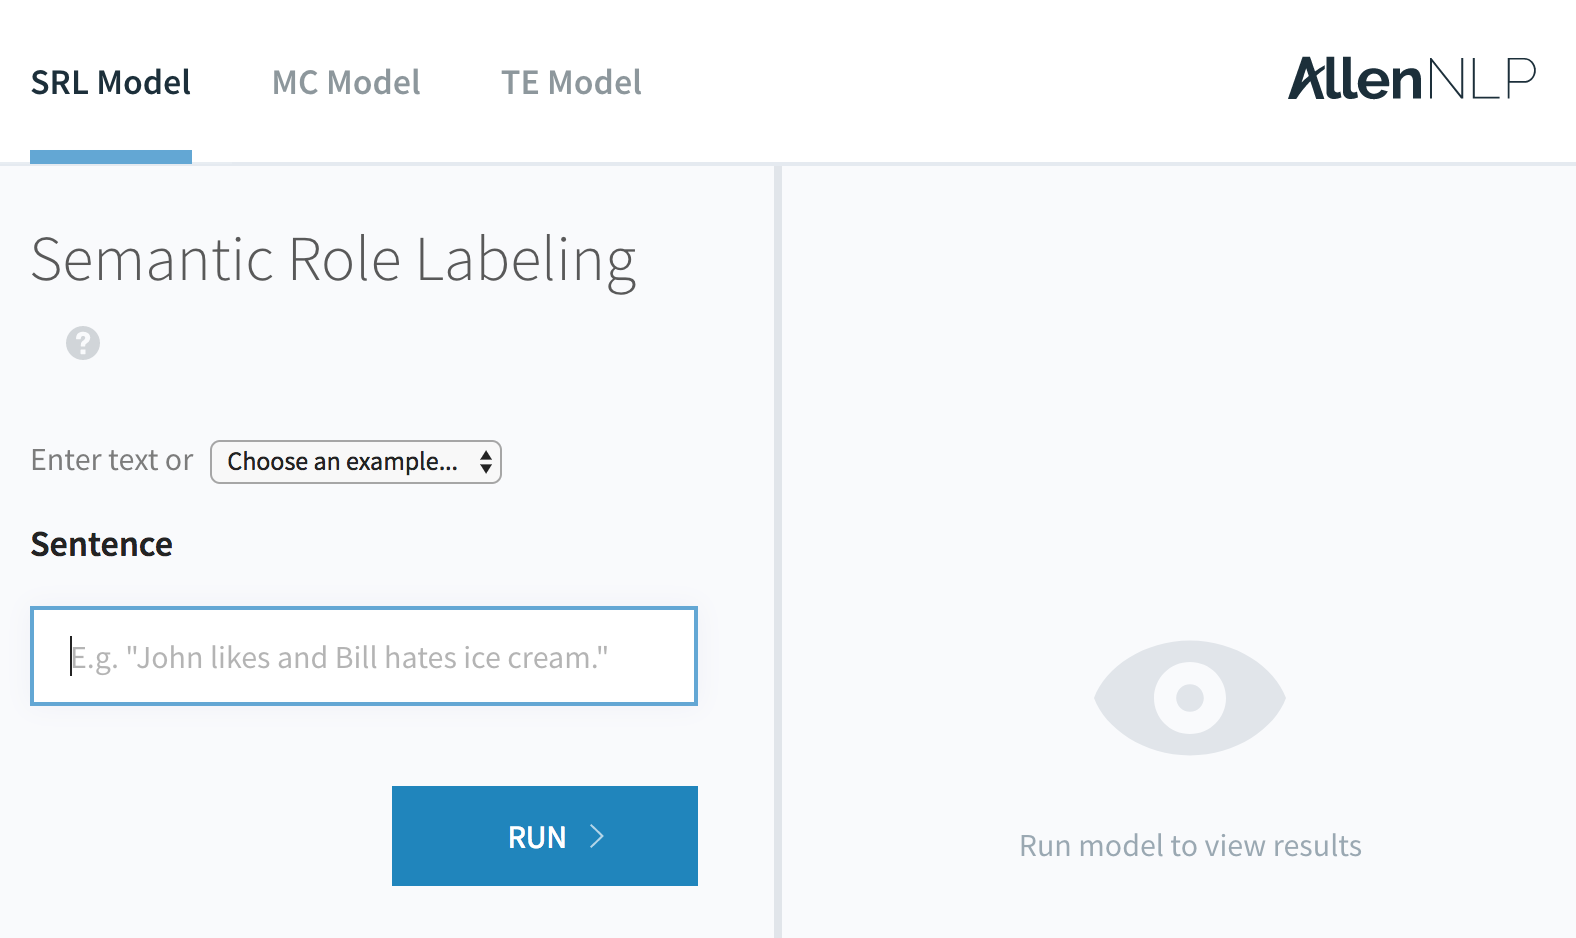 SRL Model MC Model TE Model AllenNLP
Semantic Role Labeling
?
Enter text or Choose an example...
Sentence
E.g. "John likes and Bill hates ice cream."
RUN
Run model to view results